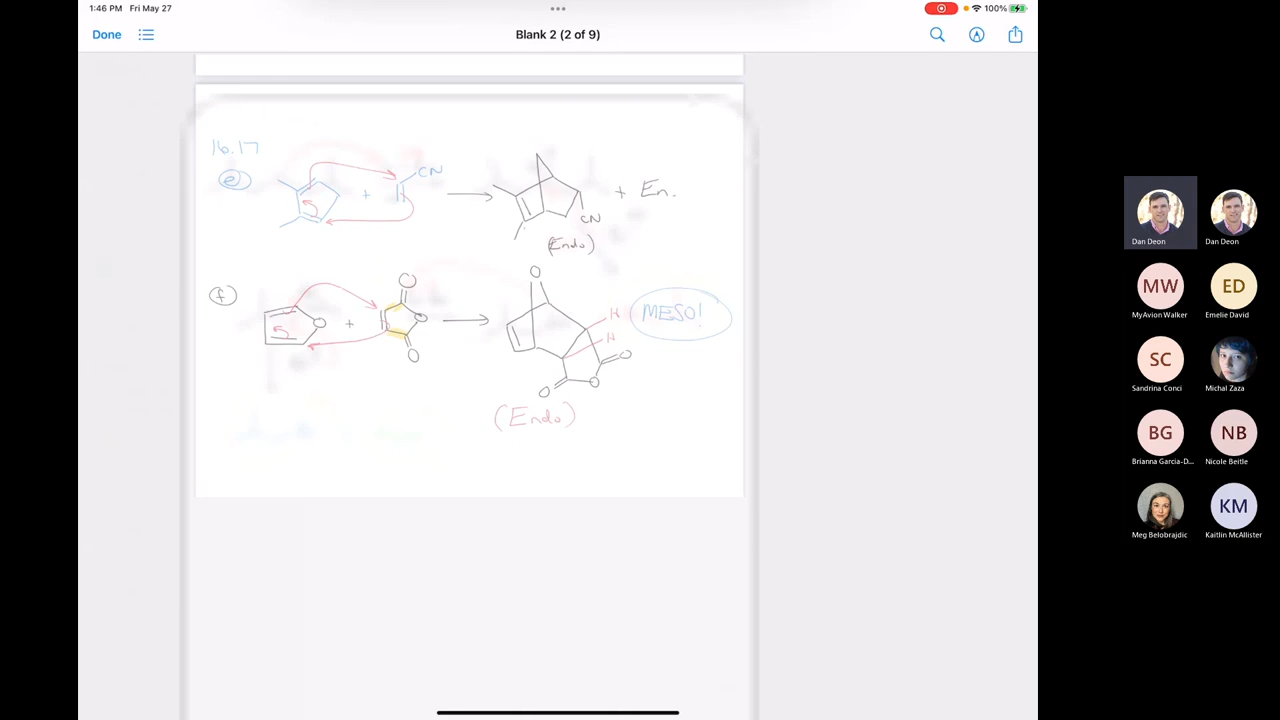 1:46 PM Fri May 27
100%
Done
Blank 2 (2 of 9)
16.17
e
+
CN
+ En.
CN
(Endo)
f
O
O
+
O
O
H
H
MESO!
O
O
O
(Endo)
Dan Deon
Dan Deon
MW
ED
MyAvion Walker
Emelie David
SC
Sandrina Conci
Michal Zaza
BG
NB
Brianna Garcia-D...
Nicole Beitle
KM
Meg Belobrajdic
Kaitlin McAllister